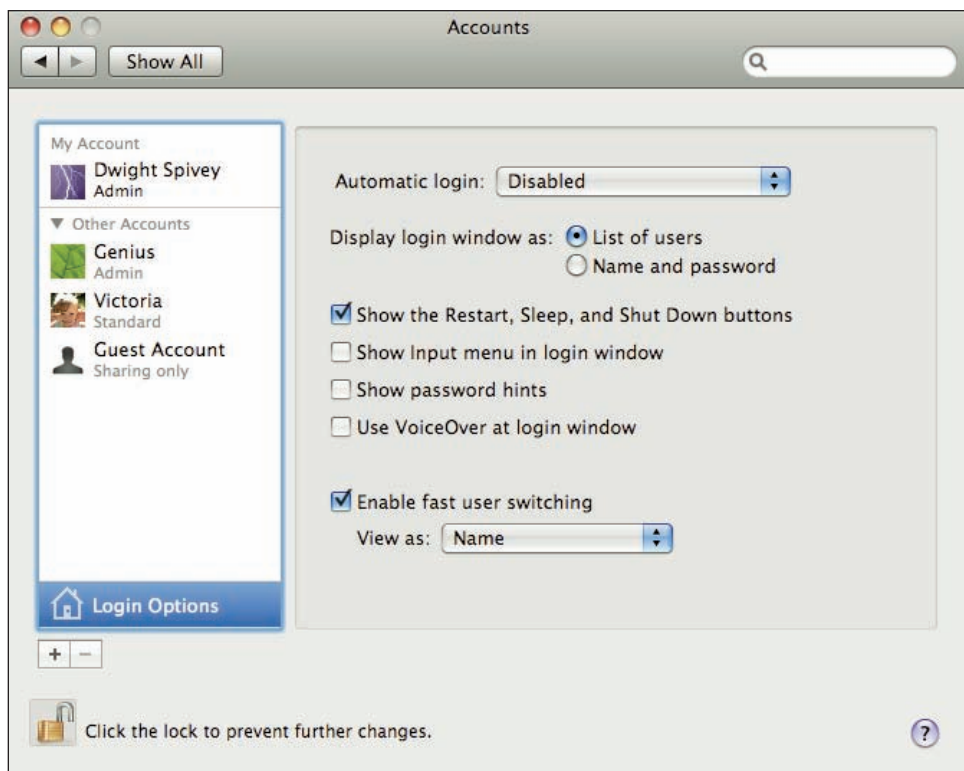 Accounts
Show All
My Account
Dwight Spivey
Admin
Other Accounts
Genius
Admin
Victoria
Standard
Guest Account
Sharing only
Login Options
Automatic login: Disabled
Display login window as: List of users
Name and password
Show the Restart, Sleep, and Shut Down buttons
Show Input menu in login window
Show password hints
Use VoiceOver at login window
Enable fast user switching
View as: Name
+ −
Click the lock to prevent further changes.
?